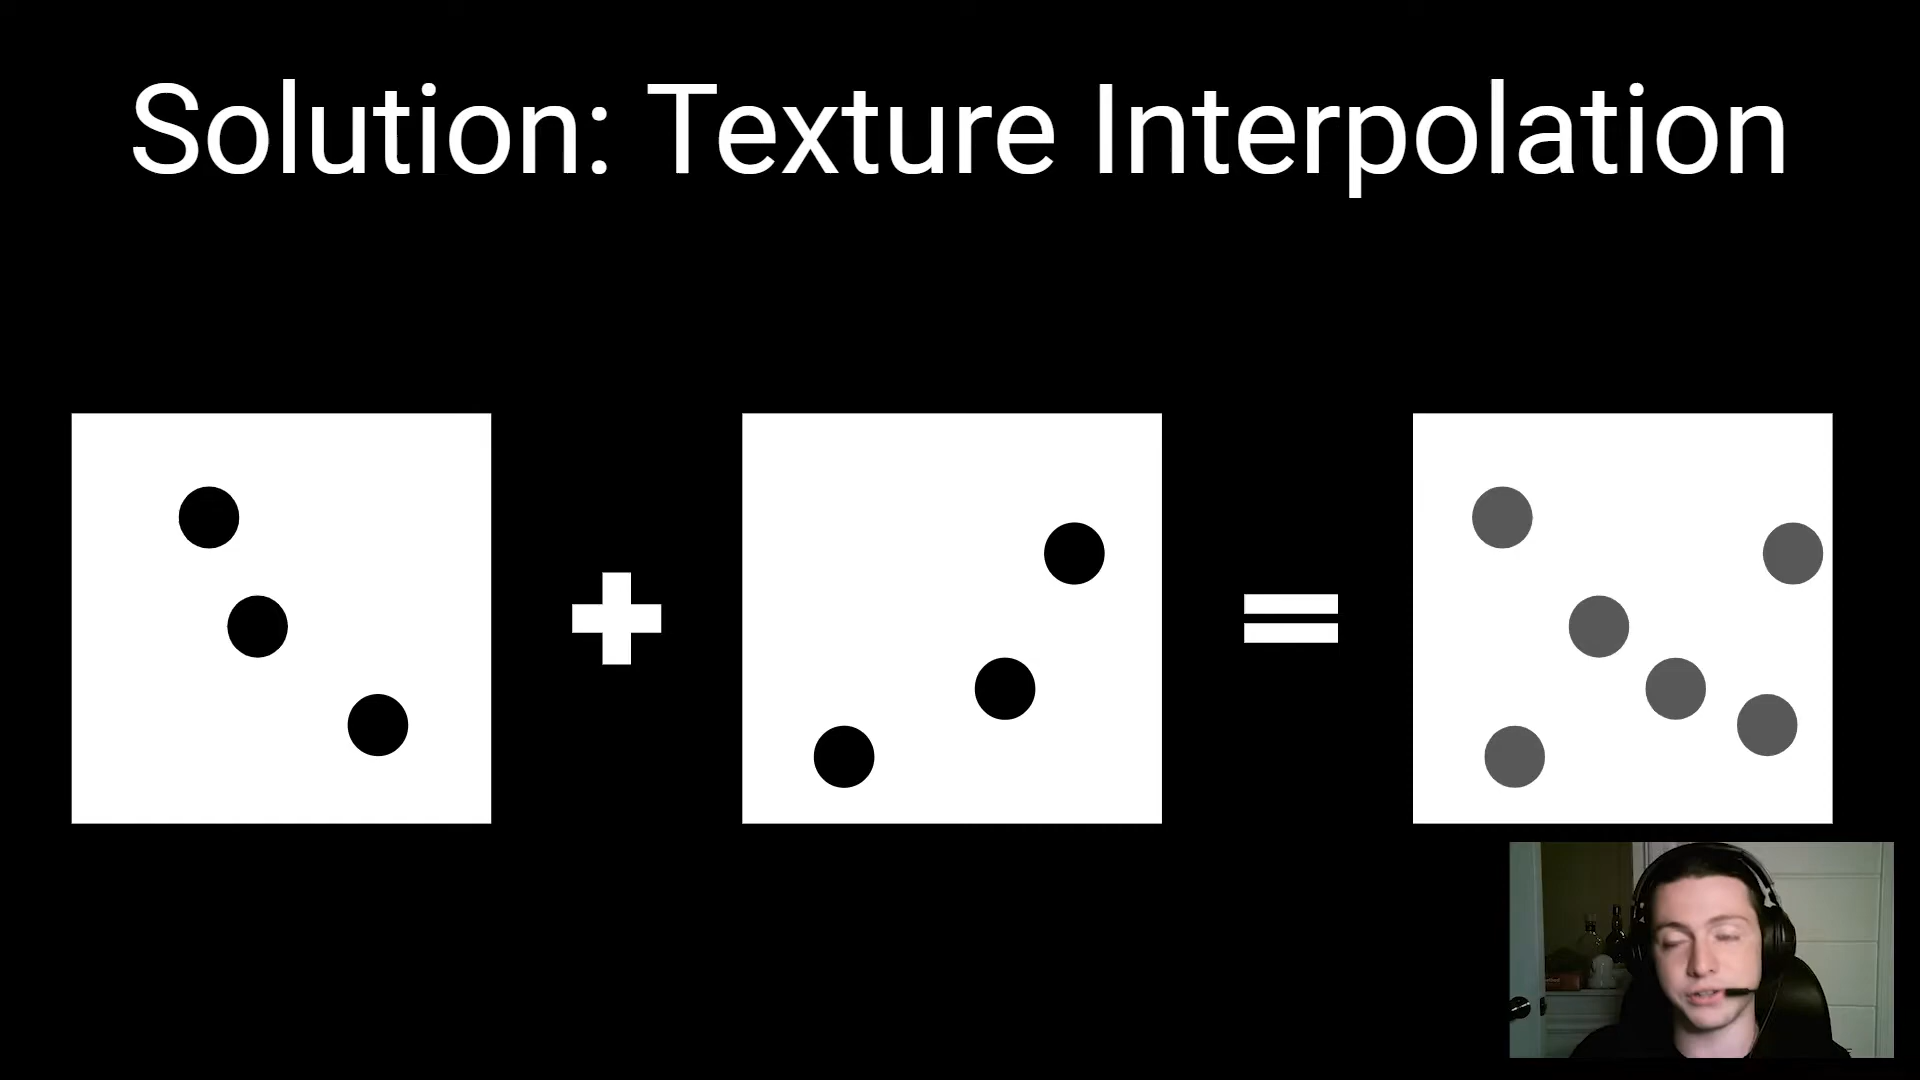 Solution: Texture Interpolation
+
=